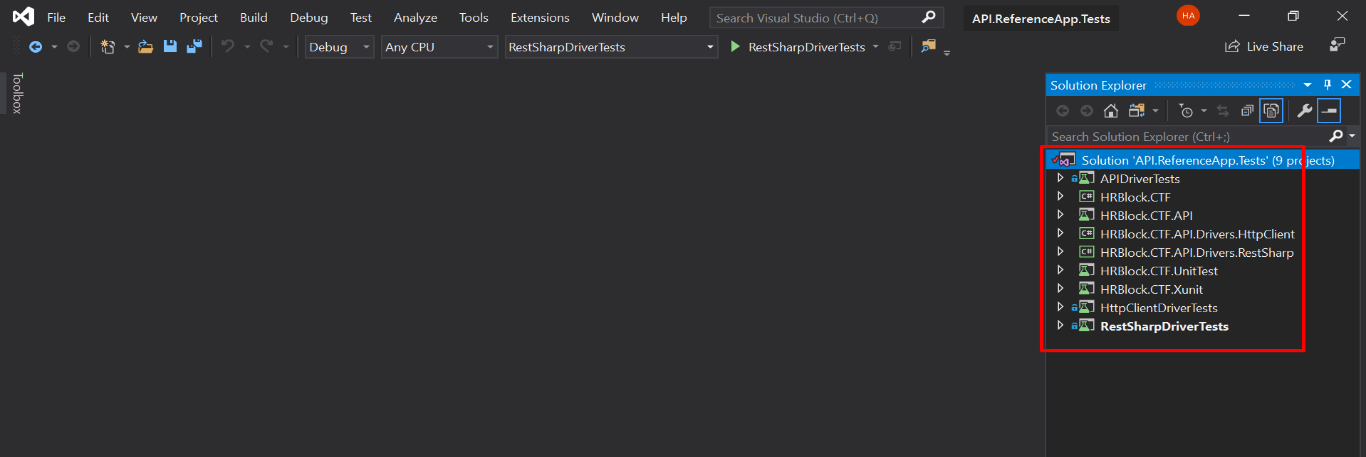 File Edit View Project Build Debug Test Analyze Tools Extensions Window Help Search Visual Studio (Ctrl+Q) API.ReferenceApp.Tests HA
Debug Any CPU RestSharpDriverTests RestSharpDriverTests Live Share
Toolbox
Solution Explorer
Search Solution Explorer (Ctrl+;)
Solution 'API.ReferenceApp.Tests' (9 projects)
APIDriverTests
C# HRBlock.CTF
HRBlock.CTF.API
C# HRBlock.CTF.API.Drivers.HttpClient
C# HRBlock.CTF.API.Drivers.RestSharp
HRBlock.CTF.UnitTest
HRBlock.CTF.Xunit
HttpClientDriverTests
RestSharpDriverTests